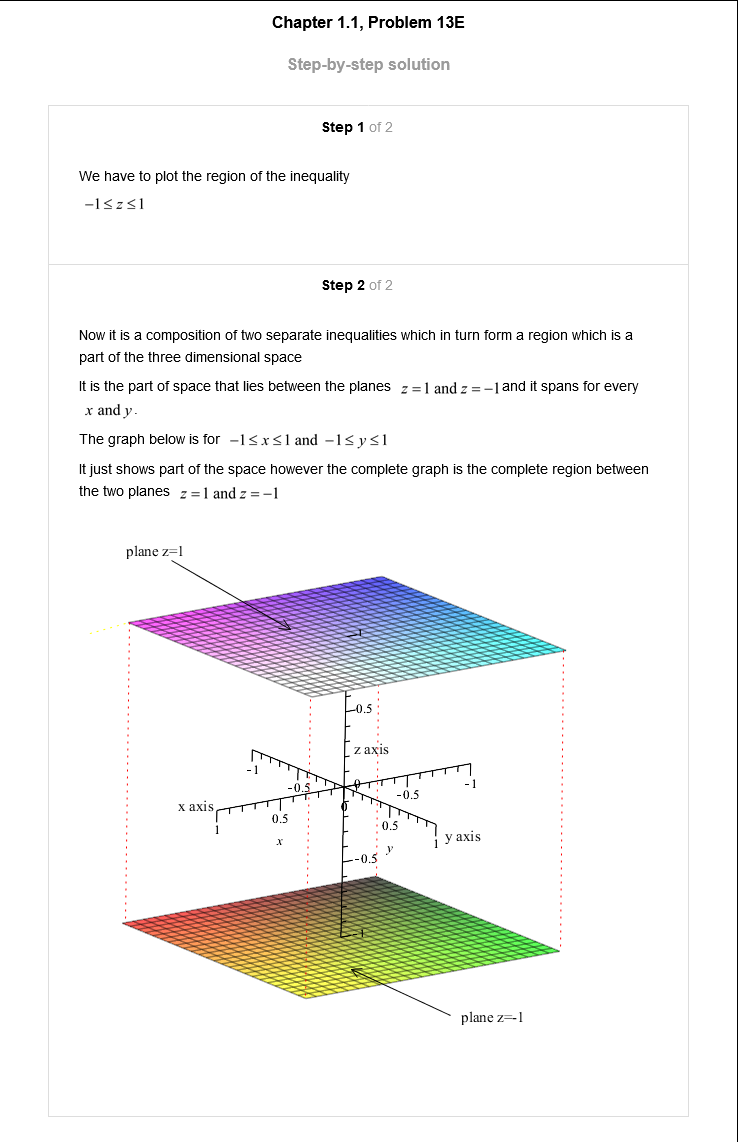 Chapter 1.1, Problem 13E
Step-by-step solution
Step 1 of 2
We have to plot the region of the inequality
−1 ≤ z ≤ 1
Step 2 of 2
Now it is a composition of two separate inequalities which in turn form a region which is a
part of the three dimensional space
It is the part of space that lies between the planes z = 1 and z = −1 and it spans for every
x and y.
The graph below is for −1 ≤ x ≤ 1 and −1 ≤ y ≤ 1
It just shows part of the space however the complete graph is the complete region between
the two planes z = 1 and z = −1
plane z=1
1
0.5
z axis
-1
0
-1
-0.5
-0.5
x axis
0
0.5
0.5
1
x
y
1
y axis
-0.5
-1
plane z=-1